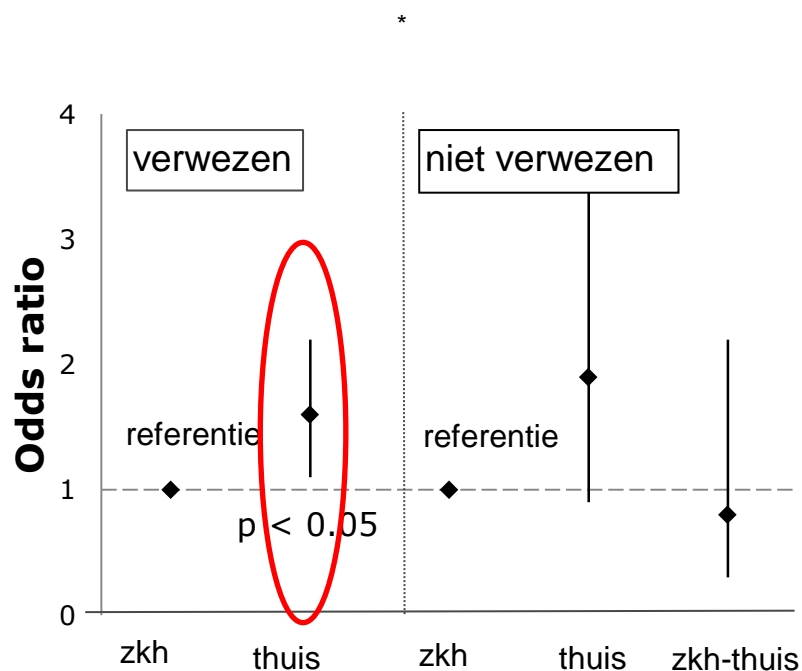 *
4
verwezen
niet verwezen
3
Odds ratio
2
referentie
referentie
1
p < 0.05
0
zkh
thuis
zkh
thuis
zkh-thuis